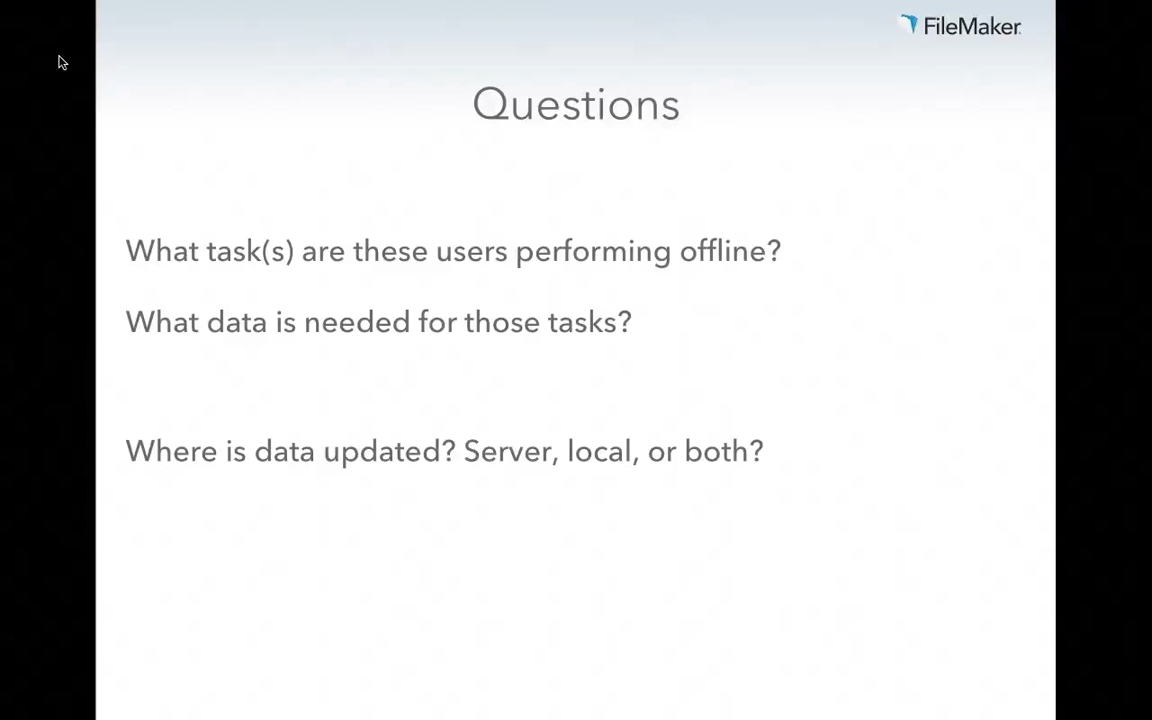 FileMaker
Questions
What task(s) are these users performing offline?
What data is needed for those tasks?
Where is data updated? Server, local, or both?